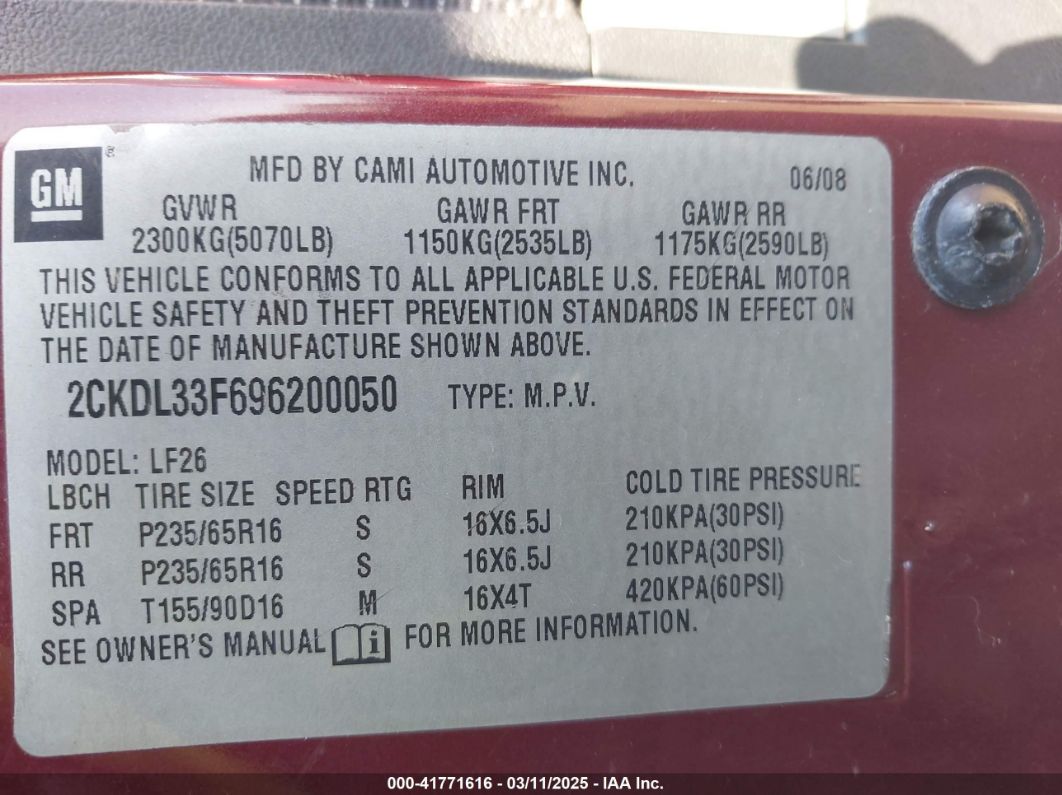 GM ®
MFD BY CAMI AUTOMOTIVE INC. 06/08
GVWR GAWR FRT GAWR RR
2300KG(5070LB) 1150KG(2535LB) 1175KG(2590LB)
THIS VEHICLE CONFORMS TO ALL APPLICABLE U.S. FEDERAL MOTOR
VEHICLE SAFETY AND THEFT PREVENTION STANDARDS IN EFFECT ON
THE DATE OF MANUFACTURE SHOWN ABOVE.
2CKDL33F696200050 TYPE: M.P.V.
MODEL: LF26
LBCH TIRE SIZE SPEED RTG RIM COLD TIRE PRESSURE
FRT P235/65R16 S 16X6.5J 210KPA(30PSI)
RR P235/65R16 S 16X6.5J 210KPA(30PSI)
SPA T155/90D16 M 16X4T 420KPA(60PSI)
SEE OWNER'S MANUAL i FOR MORE INFORMATION.
000-41771616 - 03/11/2025 - IAA Inc.